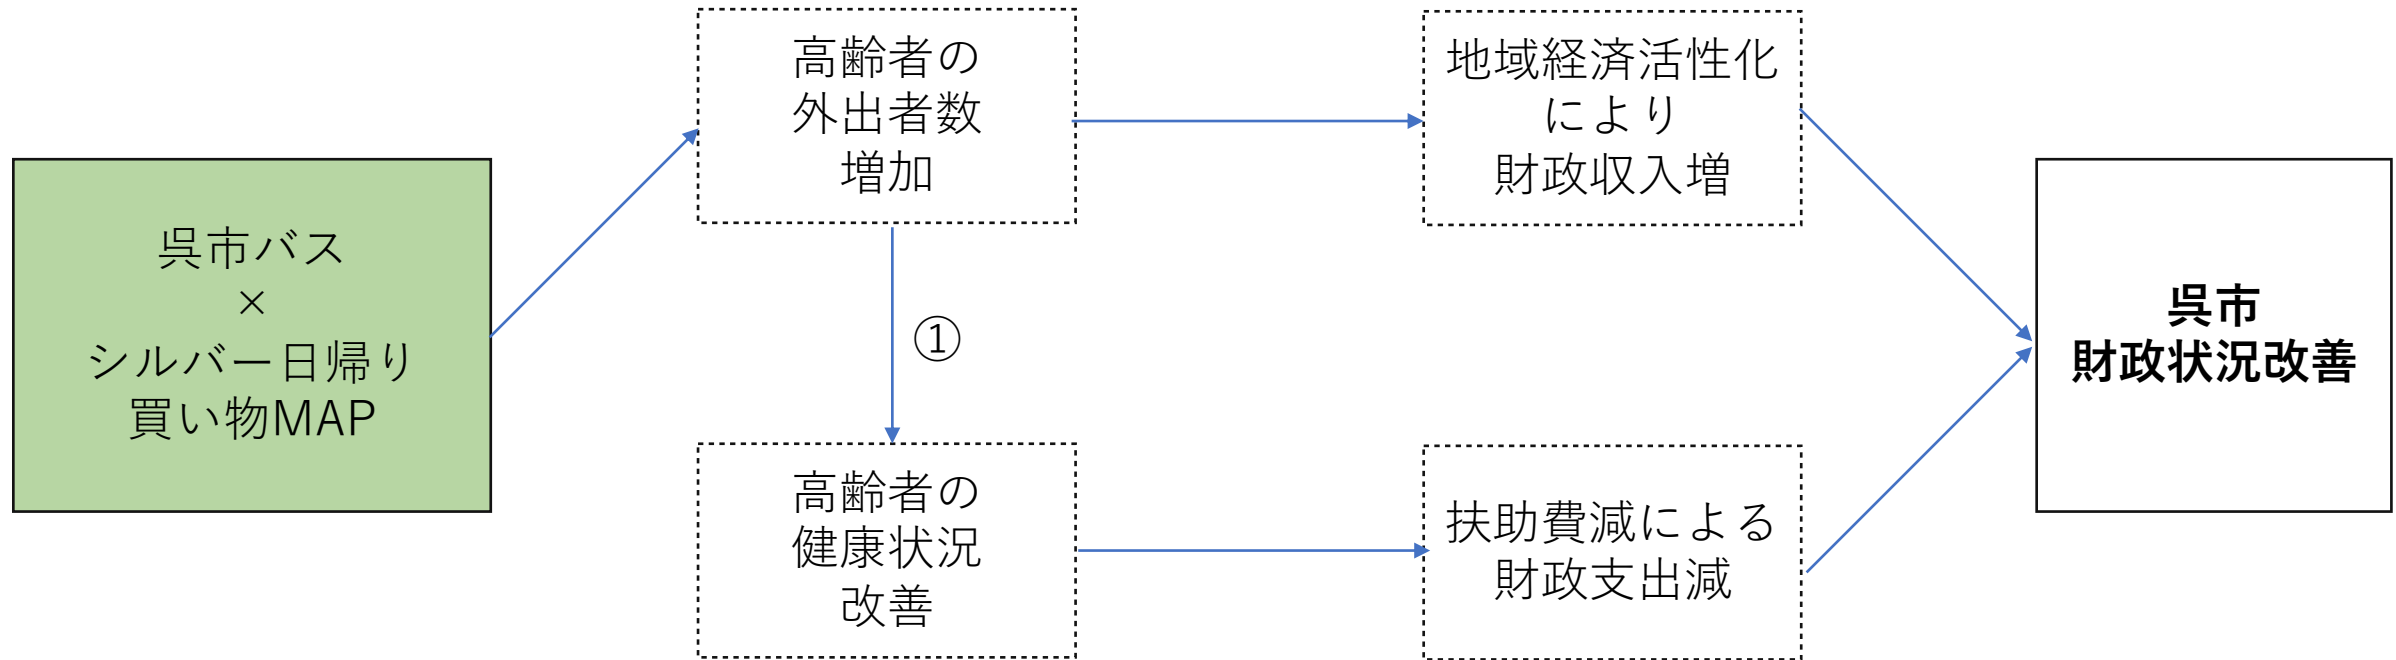 高齢者の
外出者数
増加
地域経済活性化
により
財政収入増
呉市バス
×
シルバー日帰り
買い物MAP
①
呉市
財政状況改善
高齢者の
健康状況
改善
扶助費減による
財政支出減